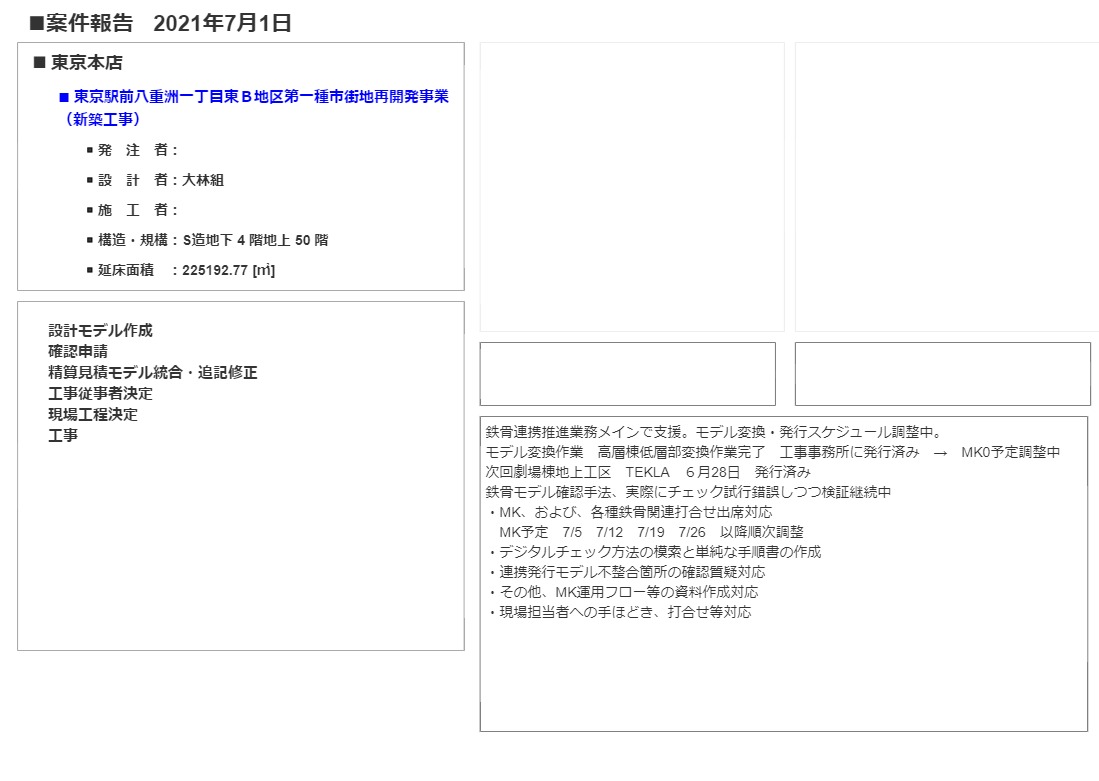 ■案件報告　2021年7月1日
■ 東京本店
■ 東京駅前八重洲一丁目東Ｂ地区第一種市街地再開発事業
（新築工事）
▪ 発　注　者：
▪ 設　計　者：大林組
▪ 施　工　者：
▪ 構造・規構：S造地下 4 階地上 50 階
▪ 延床面積　：225192.77 [㎡]
設計モデル作成
確認申請
精算見積モデル統合・追記修正
工事従事者決定
現場工程決定
工事
鉄骨連携推進業務メインで支援。モデル変換・発行スケジュール調整中。
モデル変換作業　高層棟低層部変換作業完了　工事事務所に発行済み　→　MK0予定調整中
次回劇場棟地上工区　TEKLA　６月28日　発行済み
鉄骨モデル確認手法、実際にチェック試行錯誤しつつ検証継続中
・MK、および、各種鉄骨関連打合せ出席対応
　MK予定　7/5　7/12　7/19　7/26　以降順次調整
・デジタルチェック方法の模索と単純な手順書の作成
・連携発行モデル不整合箇所の確認質疑対応
・その他、MK運用フロー等の資料作成対応
・現場担当者への手ほどき、打合せ等対応